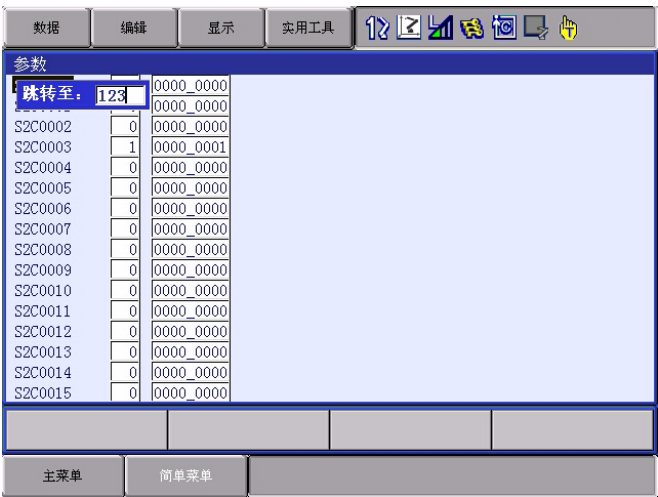 数据 编辑 显示 实用工具
参数
0000_0000
跳转至: 123
0000_0000
S2C0002 0 0000_0000
S2C0003 1 0000_0001
S2C0004 0 0000_0000
S2C0005 0 0000_0000
S2C0006 0 0000_0000
S2C0007 0 0000_0000
S2C0008 0 0000_0000
S2C0009 0 0000_0000
S2C0010 0 0000_0000
S2C0011 0 0000_0000
S2C0012 0 0000_0000
S2C0013 0 0000_0000
S2C0014 0 0000_0000
S2C0015 0 0000_0000
主菜单 简单菜单